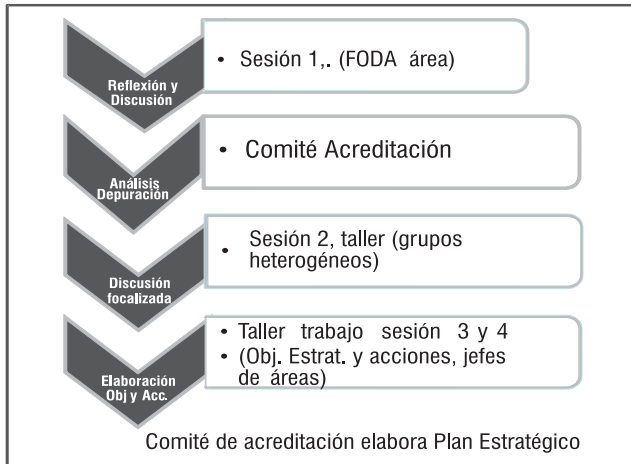 Reflexión y
Discusión
• Sesión 1,. (FODA área)
Análisis
Depuración
• Comité Acreditación
Discusión
focalizada
• Sesión 2, taller (grupos
heterogéneos)
Elaboración
Obj y Acc.
• Taller trabajo sesión 3 y 4
• (Obj. Estrat. y acciones, jefes
de áreas)
Comité de acreditación elabora Plan Estratégico